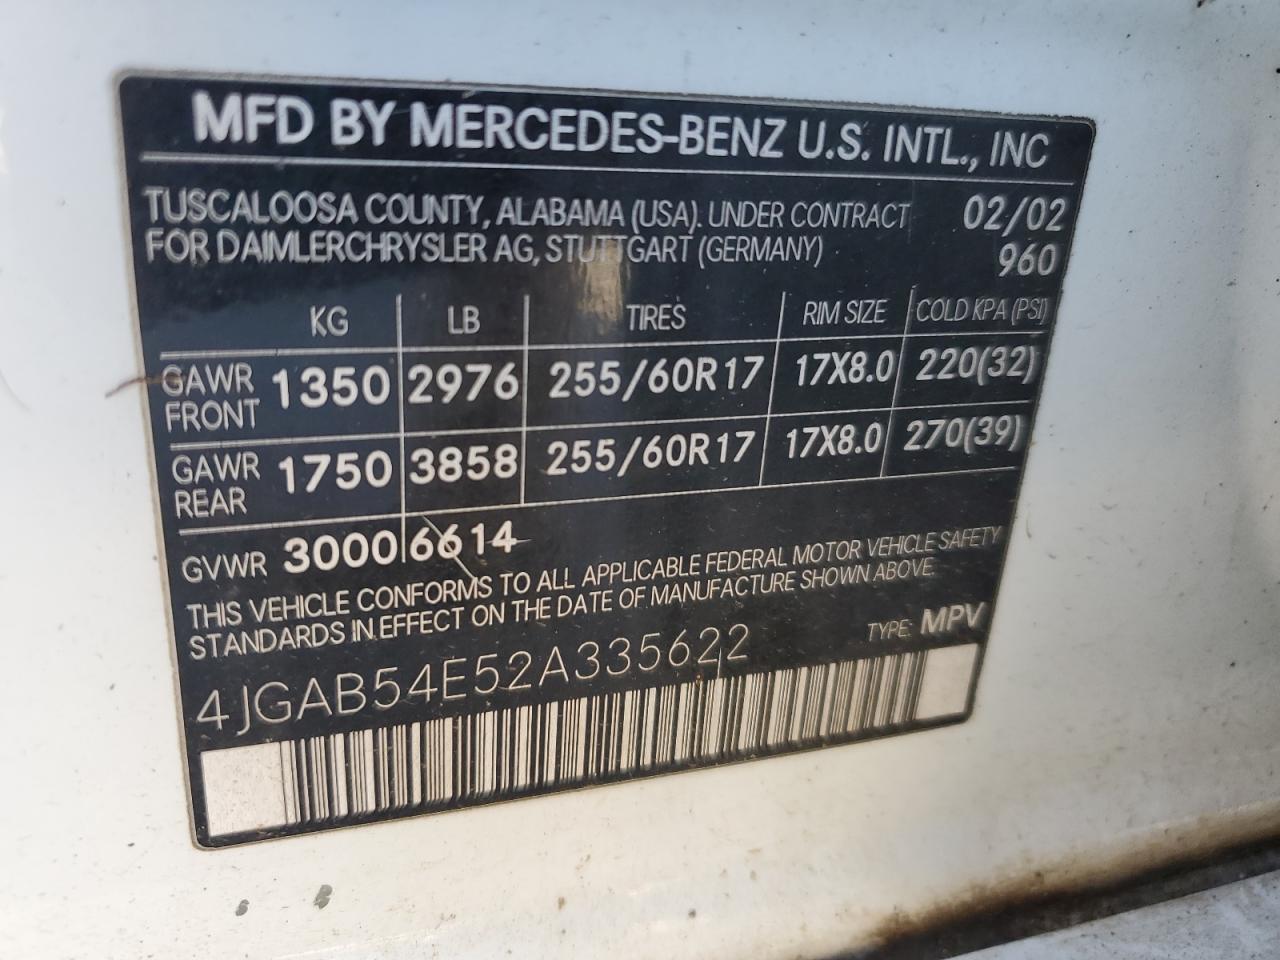 MFD BY MERCEDES-BENZ U.S. INTL., INC
TUSCALOOSA COUNTY, ALABAMA (USA). UNDER CONTRACT 02/02
FOR DAIMLERCHRYSLER AG, STUTTGART (GERMANY) 960
KG LB TIRES RIM SIZE COLD KPA (PSI)
GAWR FRONT 1350 2976 255/60R17 17X8.0 220(32)
GAWR REAR 1750 3858 255/60R17 17X8.0 270(39)
GVWR 3000 6614
THIS VEHICLE CONFORMS TO ALL APPLICABLE FEDERAL MOTOR VEHICLE SAFETY
STANDARDS IN EFFECT ON THE DATE OF MANUFACTURE SHOWN ABOVE.
4JGAB54E52A335622 TYPE: MPV